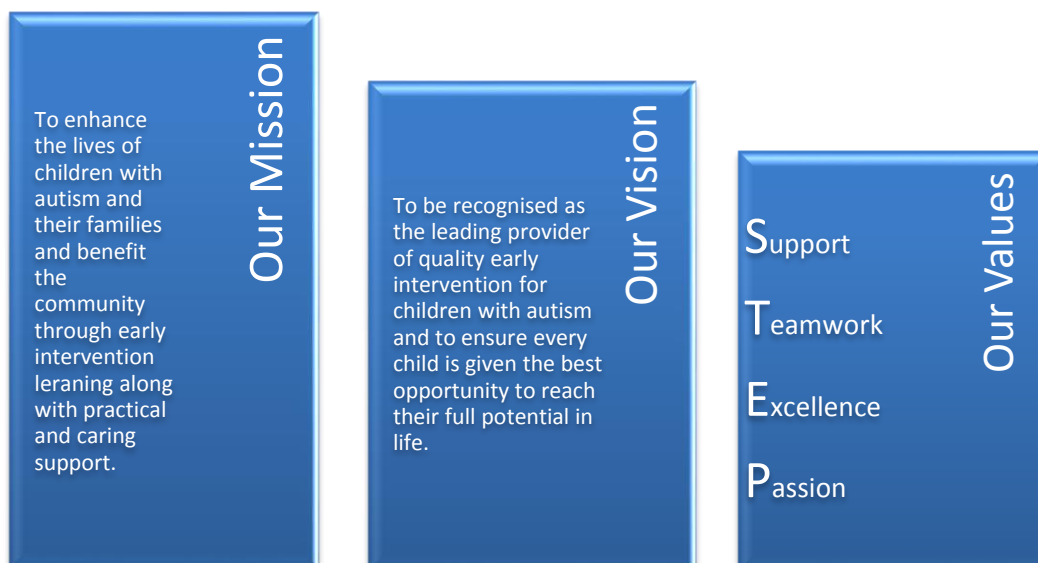 Our Mission
To enhance
the lives of
children with
autism and
their families
and benefit
the
community
through early
intervention
leraning along
with practical
and caring
support.
Our Vision
To be recognised as
the leading provider
of quality early
intervention for
children with autism
and to ensure every
child is given the best
opportunity to reach
their full potential in
life.
Our Values
Support
Teamwork
Excellence
Passion